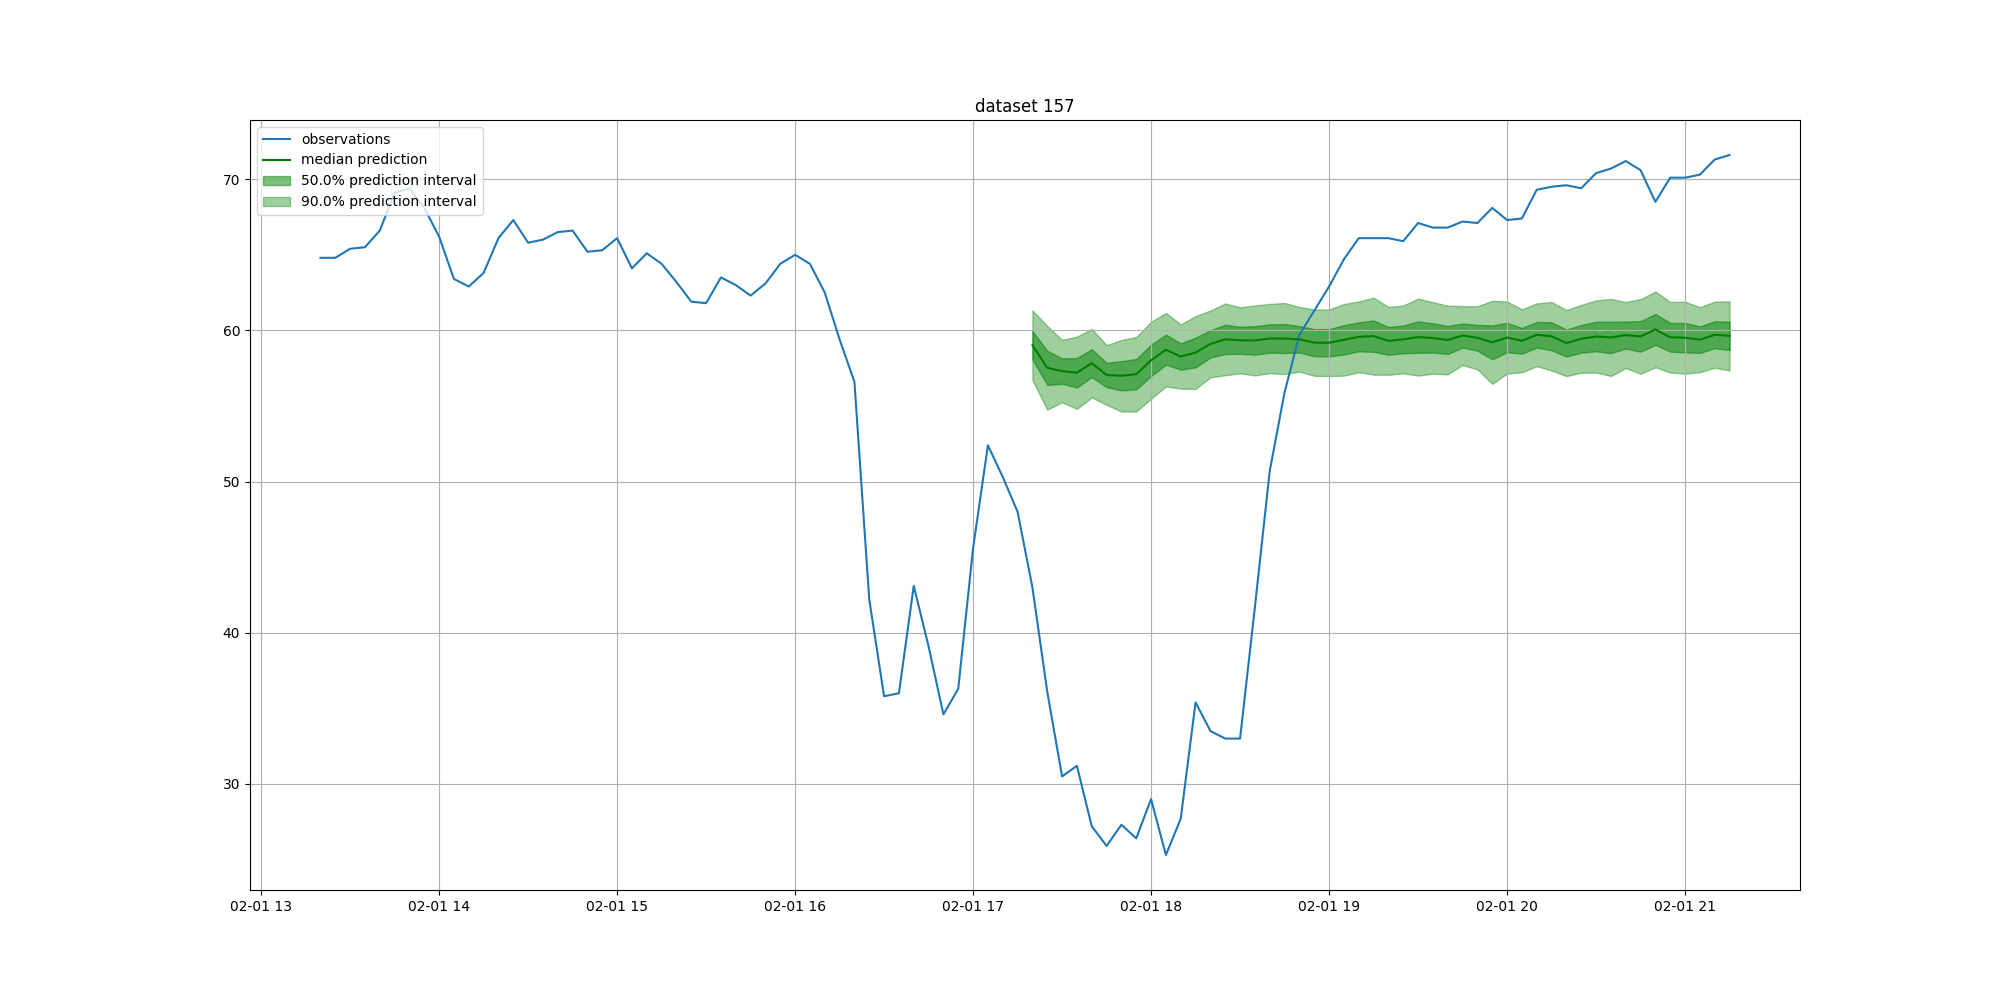 dataset 157
observations
median prediction
50.0% prediction interval
90.0% prediction interval
70
60
50
40
30
02-01 13
02-01 14
02-01 15
02-01 16
02-01 17
02-01 18
02-01 19
02-01 20
02-01 21